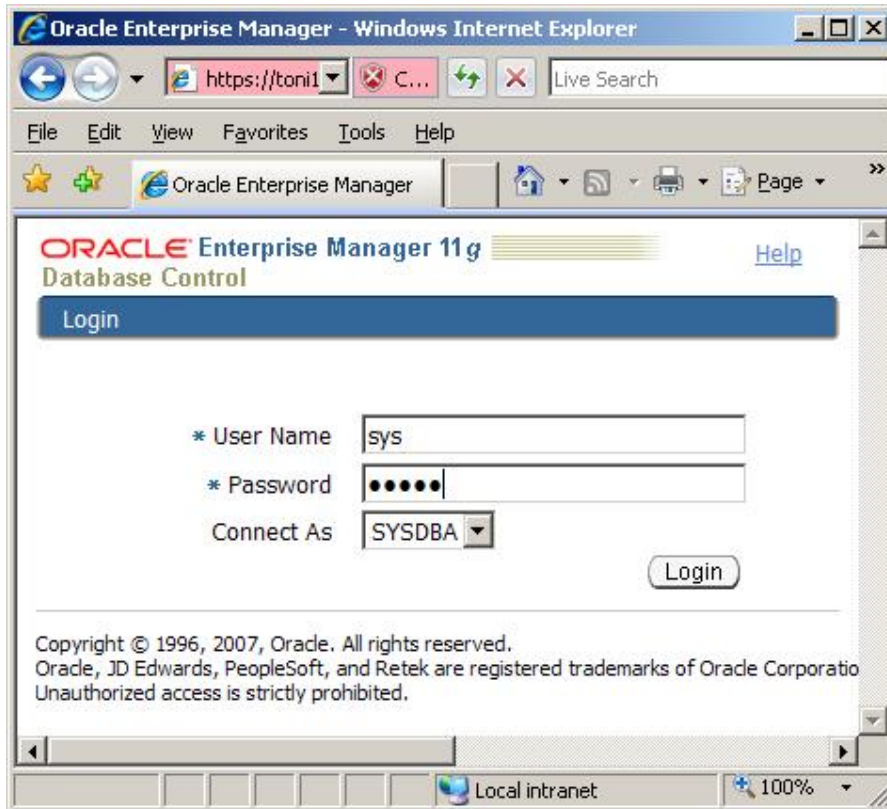 Oracle Enterprise Manager - Windows Internet Explorer
https://toni1 C... Live Search
File Edit View Favorites Tools Help
Oracle Enterprise Manager Page »
ORACLE Enterprise Manager 11g Help
Database Control
Login
* User Name sys
* Password •••••
Connect As SYSDBA
Login
Copyright © 1996, 2007, Oracle. All rights reserved.
Oracle, JD Edwards, PeopleSoft, and Retek are registered trademarks of Oracle Corporatio
Unauthorized access is strictly prohibited.
Local intranet 100%